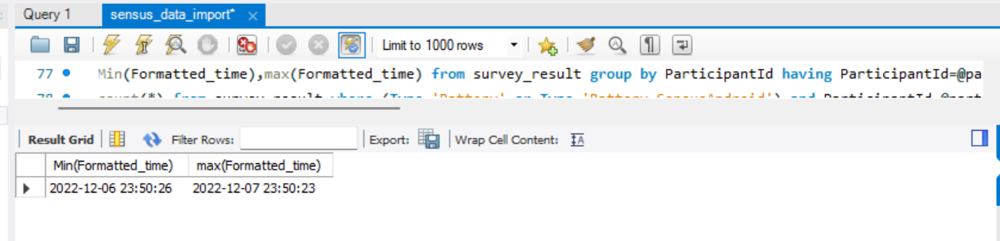 Query 1
sensus_data_import*
Limit to 1000 rows
77 Min(Formatted_time),max(Formatted_time) from survey_result group by ParticipantId having ParticipantId=@pa
Result Grid Filter Rows: Export: Wrap Cell Content:
Min(Formatted_time) max(Formatted_time)
2022-12-06 23:50:26 2022-12-07 23:50:23